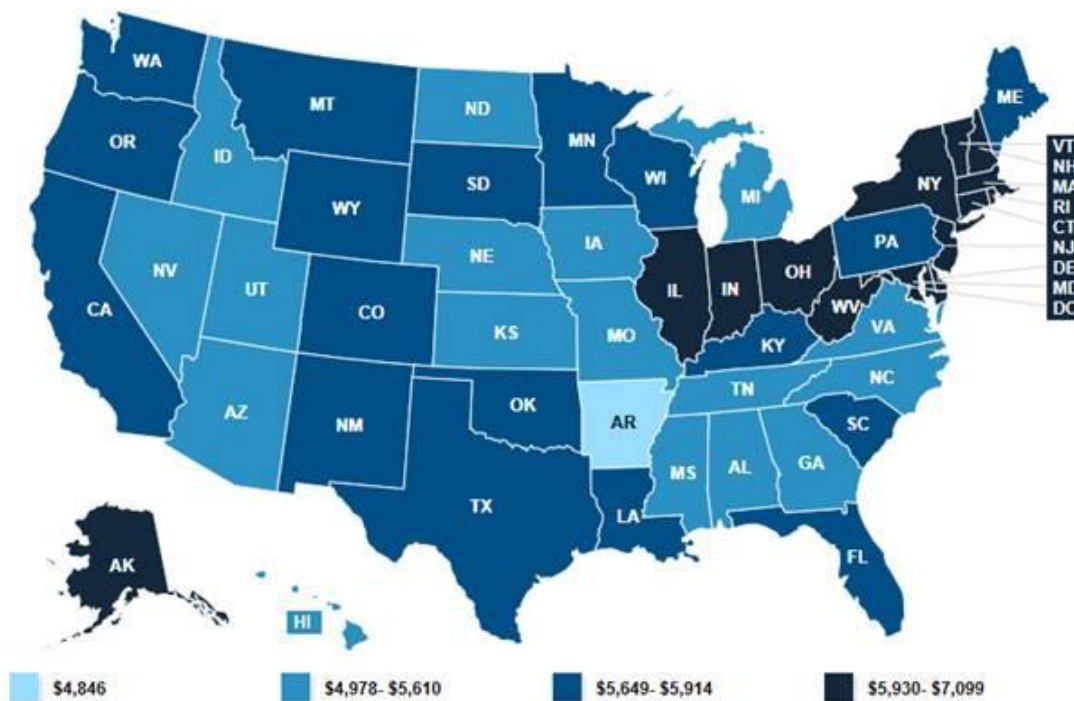 WA
MT
ND
MN
ME
OR
ID
SD
WI
NY
VT
NH
MA
RI
CT
NJ
DE
MD
DC
WY
MI
IA
PA
NE
NV
UT
IL
IN
OH
CO
WV
VA
CA
KS
MO
KY
NC
TN
AZ
NM
OK
AR
SC
MS
AL
GA
TX
LA
FL
AK
HI
$4,846
$4,978- $5,610
$5,649- $5,914
$5,930- $7,099